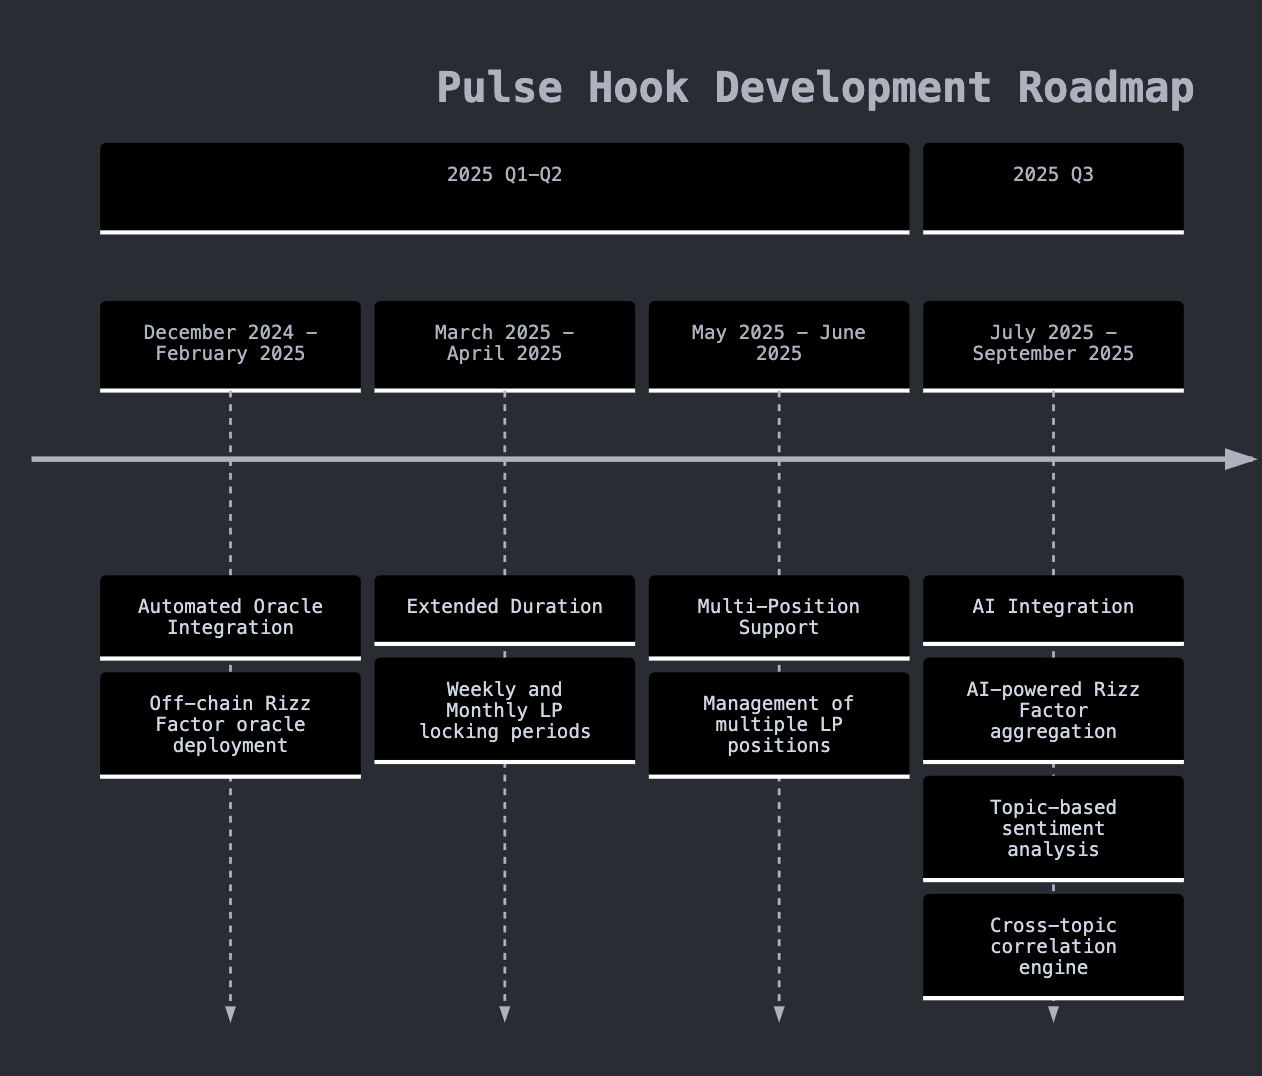 Pulse Hook Development Roadmap
2025 Q1-Q2
2025 Q3
December 2024 -
February 2025
March 2025 -
April 2025
May 2025 - June
2025
July 2025 -
September 2025
Automated Oracle
Integration
Off-chain Rizz
Factor oracle
deployment
Extended Duration
Weekly and
Monthly LP
locking periods
Multi-Position
Support
Management of
multiple LP
positions
AI Integration
AI-powered Rizz
Factor
aggregation
Topic-based
sentiment
analysis
Cross-topic
correlation
engine